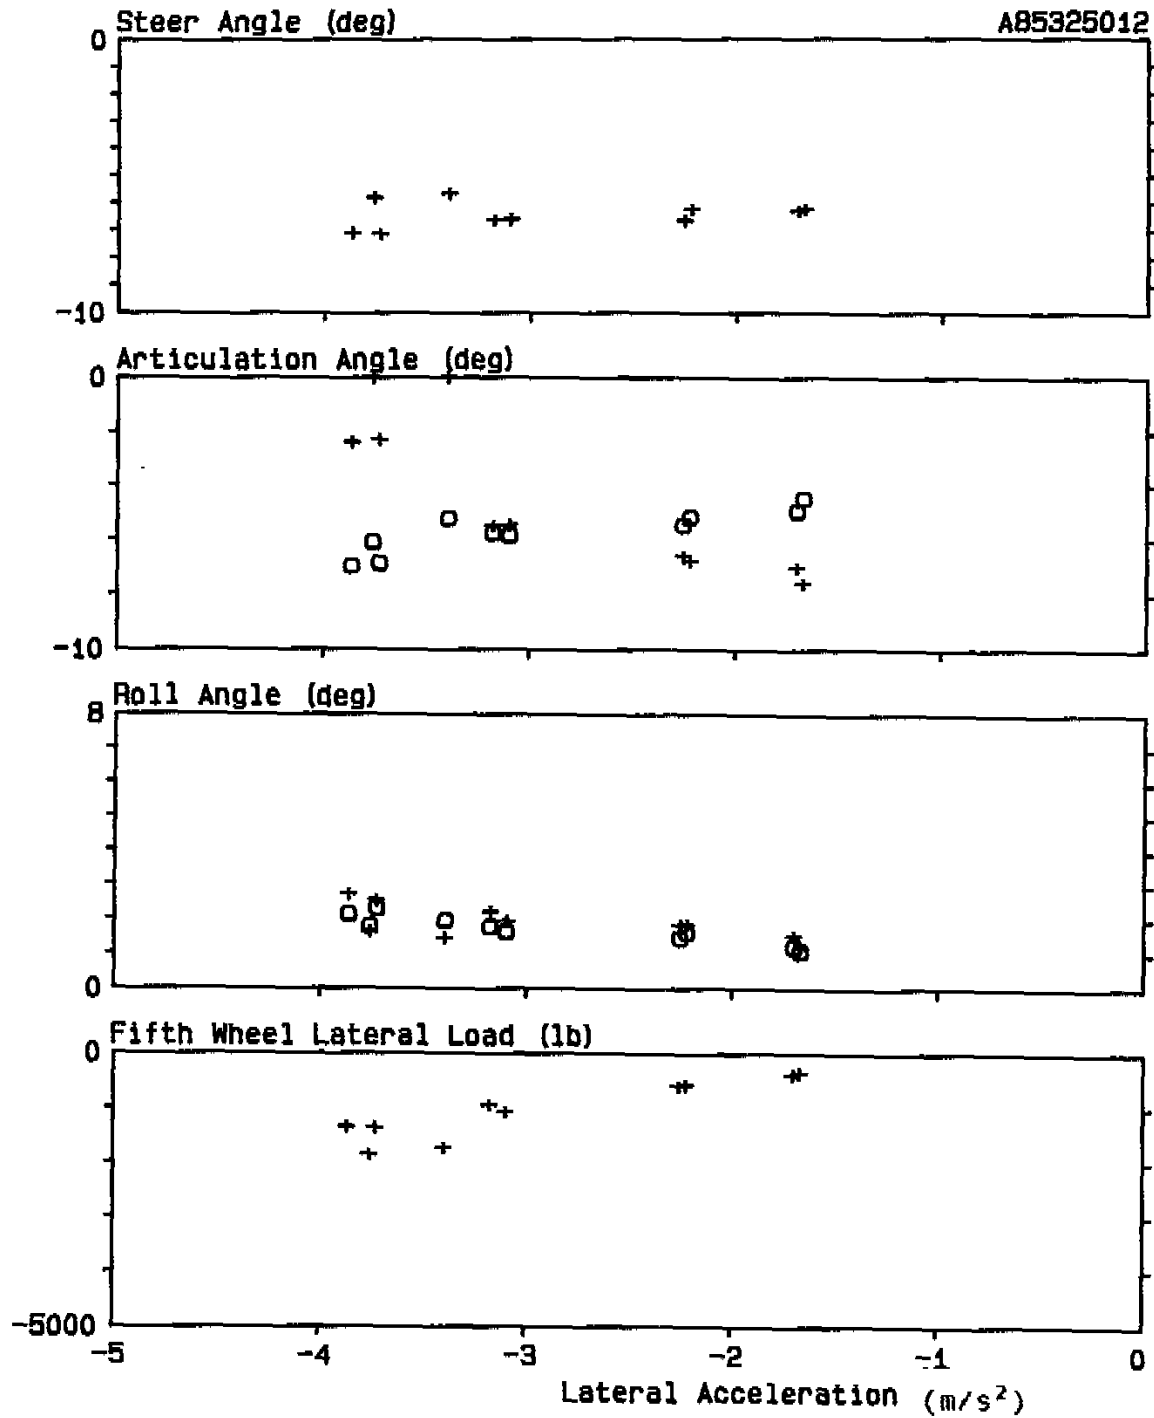 Steer Angle (deg) A85325012
0
-10
Articulation Angle (deg)
0
-10
Roll Angle (deg)
8
0
Fifth Wheel Lateral Load (lb)
0
-5000
-5 -4 -3 -2 -1 0
Lateral Acceleration (m/s²)